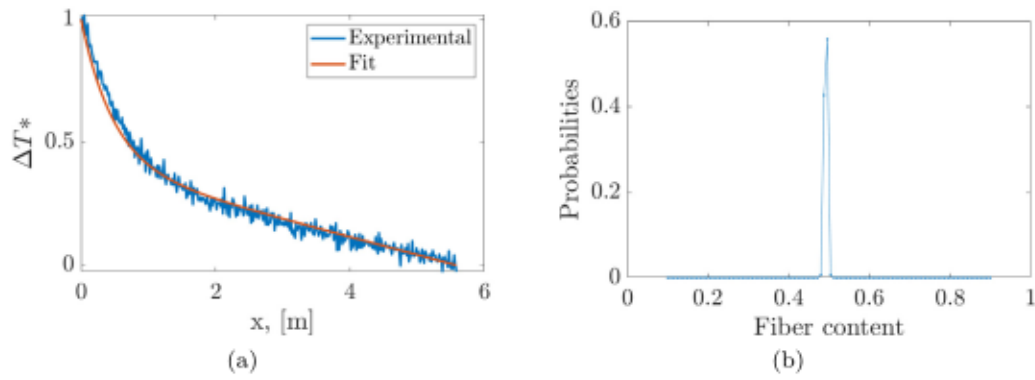 1
0.5
0
ΔT*
Experimental
Fit
0 2 4 6
x, [m]
(a)
0.6
0.4
0.2
0
Probabilities
0 0.2 0.4 0.6 0.8 1
Fiber content
(b)